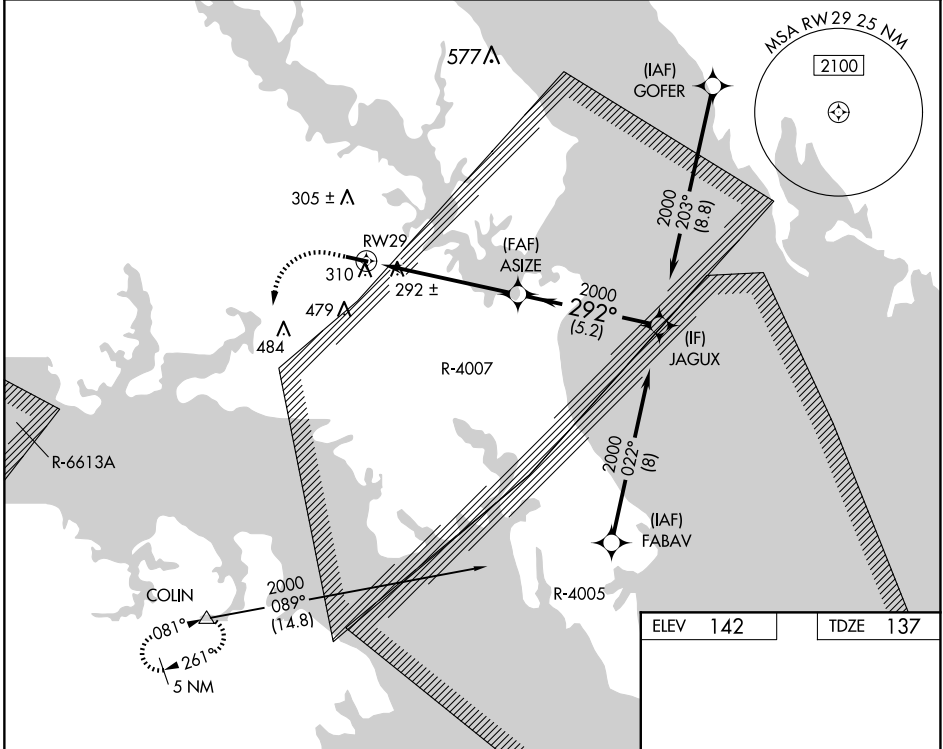 577
(IAF)
GOFER
MSA RW29 25 NM
2100
305 ±
2000
203°
(8.8)
RW29
310
292 ±
(FAF)
ASIZE
2000
292°
(5.2)
479
484
(IF)
JAGUX
R-4007
R-6613A
2000
022°
(8)
(IAF)
FABAV
COLIN
2000
089°
(14.8)
R-4005
081°
261°
5 NM
ELEV 142
TDZE 137